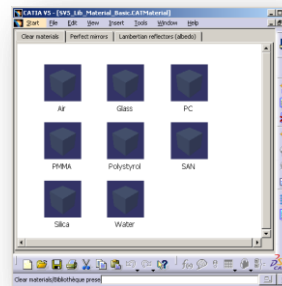 CATIA V5 - [SV5_Lib_Material_Basic.CATMaterial]
Start File Edit View Insert Tools Window Help
Clear materials Perfect mirrors Lambertian reflectors (albedo)
Air Glass PC
PMMA Polystyrol SAN
Silica Water
Clear materials/Bibliothèque prese